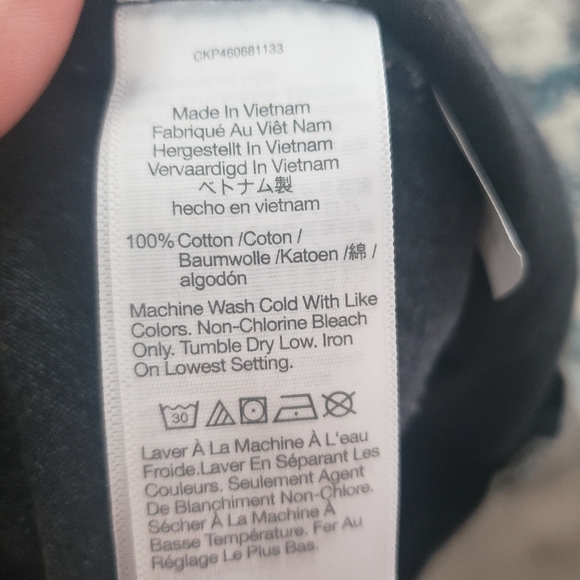 CKP460681133
Made In Vietnam
Fabriqué Au Viêt Nam
Hergestellt In Vietnam
Vervaardigd In Vietnam
ベトナム製
hecho en vietnam
100% Cotton /Coton /
Baumwolle /Katoen /綿 /
algodón
Machine Wash Cold With Like
Colors. Non-Chlorine Bleach
Only. Tumble Dry Low. Iron
On Lowest Setting.
30
Laver À La Machine À L'eau
Froide.Laver En Séparant Les
Couleurs. Seulement Agent
De Blanchiment Non-Chlore.
Sécher À La Machine À
Basse Température. Fer Au
Réglage Le Plus Bas.